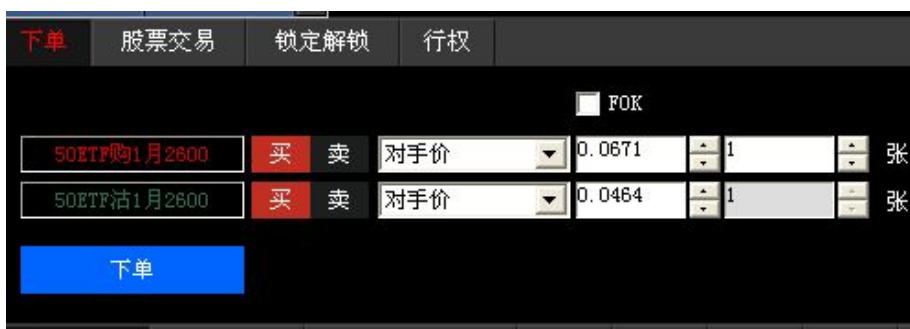 下单 股票交易 锁定解锁 行权
FOK
50ETF购1月2600 买 卖 对手价 0.0671 1 张
50ETF沽1月2600 买 卖 对手价 0.0464 1 张
下单